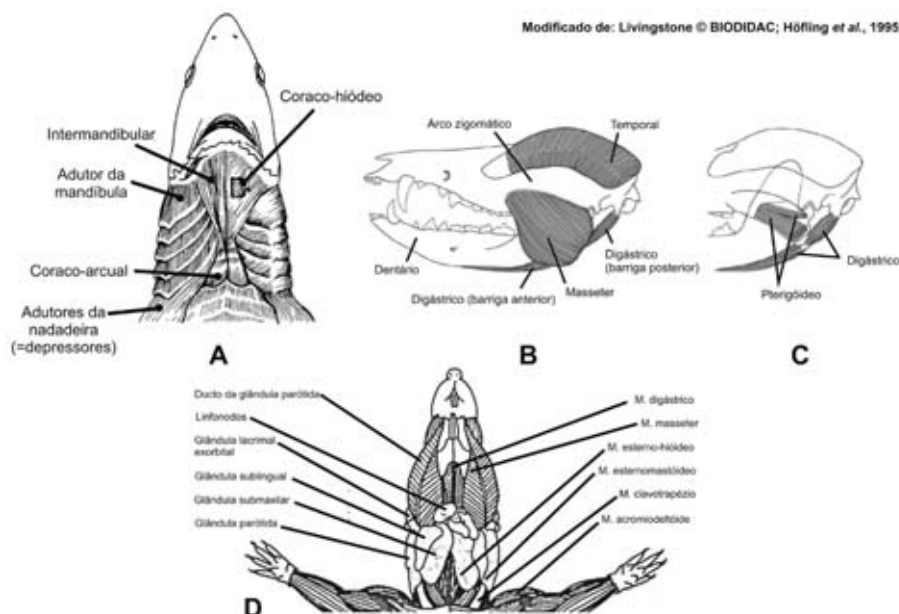 Modificado de: Livingstone © BIODIDAC; Höfling et al., 1995
Coraco-hiódeo
Intermandibular
Adutor da
mandíbula
Coraco-arcual
Adutores da
nadadeira
(=depressores)
A
Arco zigomático
Temporal
Dentário
Digástrico
(barriga posterior)
Digástrico (barriga anterior)
Masseter
B
Digástrico
Pterigóideo
C
Ducto da glândula parótida
Linfonodos
Glândula lacrimal
exorbital
Glândula sublingual
Glândula submaxilar
Glândula parótida
M. digástrico
M. masseter
M. esterno-hióideo
M. esternomastóideo
M. clavotrapézio
M. acromiodeltóide
D